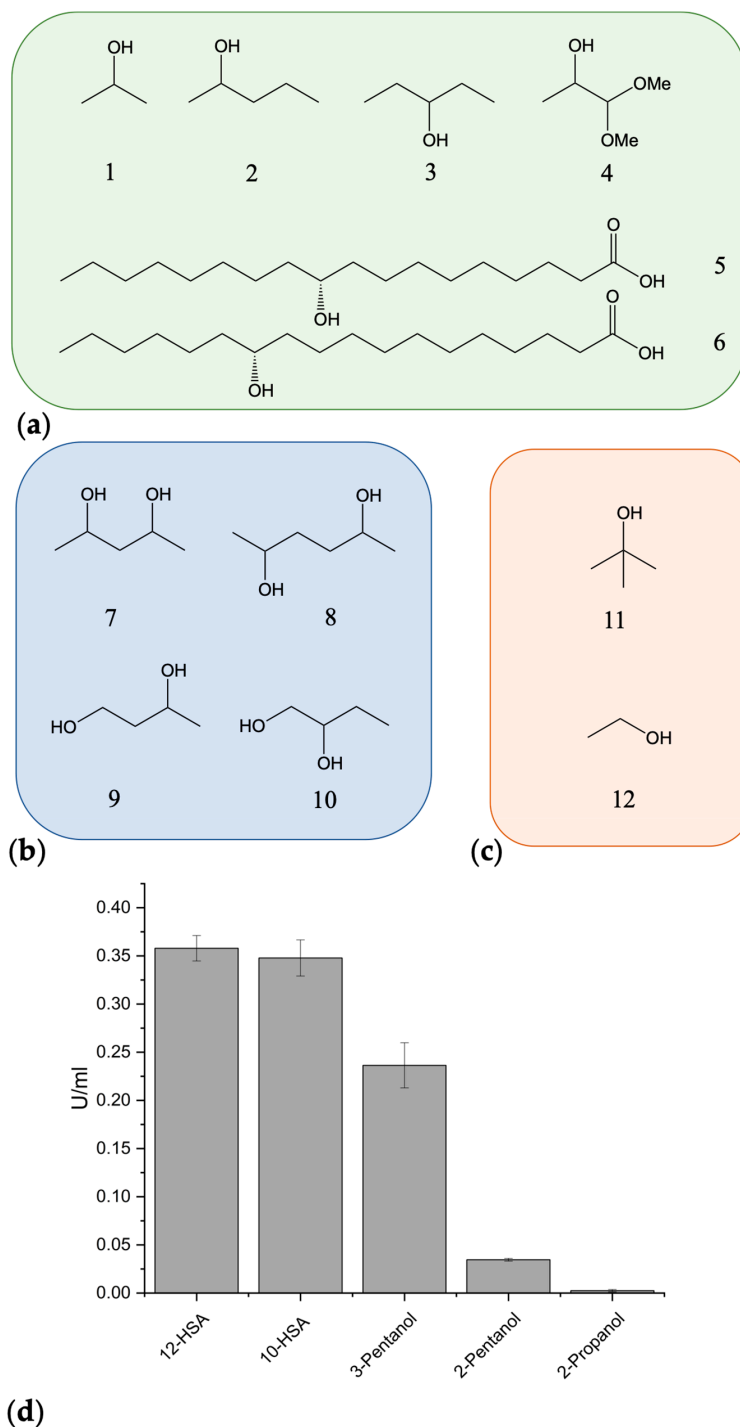 OH OH OH
OMe
OH OMe
1 2 3 4
O
OH 5
OH O
OH 6
OH
(a)
OH OH OH
OH
7 8
OH
HO HO
OH
9 10
(b)
OH
11
OH
12
(c)
0.40
0.35
0.30
0.25
0.20
0.15
0.10
0.05
0.00
U/ml
12-HSA 10-HSA 3-Pentanol 2-Pentanol 2-Propanol
(d)